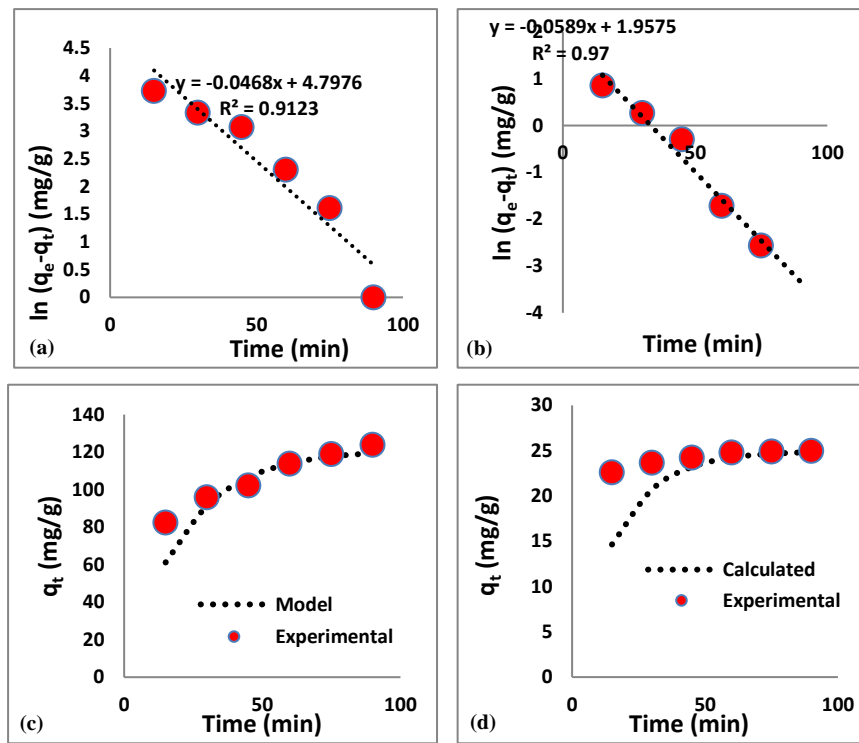 y = -0.0468x + 4.7976
R² = 0.9123
ln (qₑ-qₜ) (mg/g)
5
4.5
4
3.5
3
2.5
2
1.5
1
0.5
0
0
50
100
(a)
Time (min)
y = -0.0589x + 1.9575
R² = 0.97
ln (qₑ-qₜ) (mg/g)
2
1
0
-1
-2
-3
-4
0
50
100
(b)
Time (min)
qₜ (mg/g)
140
120
100
80
60
40
20
0
Model
Experimental
0
50
100
(c)
Time (min)
qₜ (mg/g)
30
25
20
15
10
5
0
Calculated
Experimental
0
50
100
(d)
Time (min)